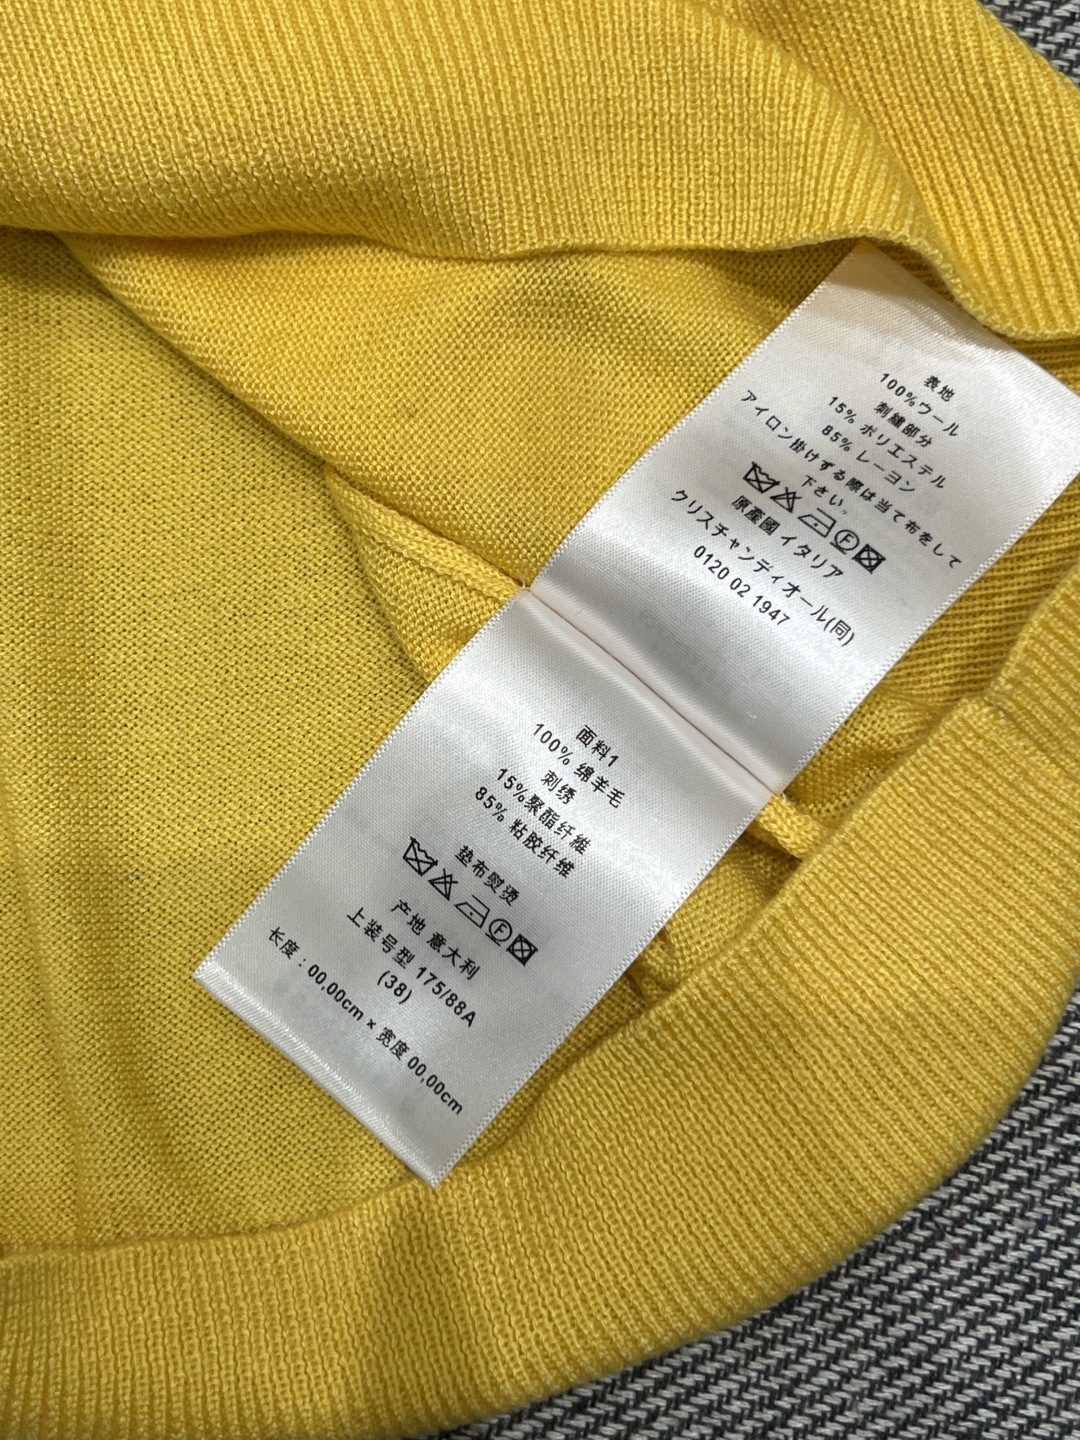 表地
100%ウール
刺繍部分
15% ポリエステル
85% レーヨン
アイロン掛けずる際は当て布をして
下さい。
原産國 イタリア
クリスチャンディオール(同)
0120 02 1947
面料1
100% 绵羊毛
刺绣
15%聚酯纤维
85% 粘胶纤维
垫布熨烫
产地 意大利
上装号型 175/88A
(38)
长度：00,00cm × 宽度 00,00cm